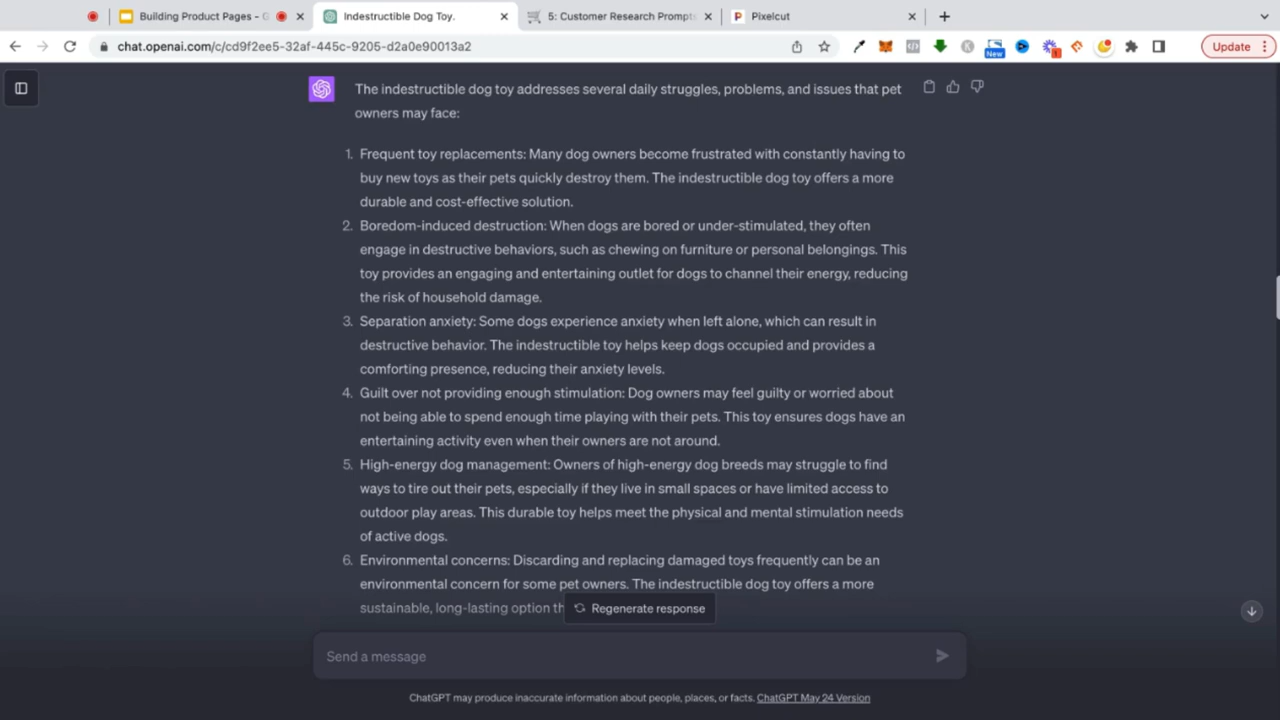 Building Product Pages - G
Indestructible Dog Toy.
5: Customer Research Prompts
Pixelcut
chat.openai.com/c/cd9f2ee5-32af-445c-9205-d2a0e90013a2
New
1
Update
The indestructible dog toy addresses several daily struggles, problems, and issues that pet
owners may face:
1. Frequent toy replacements: Many dog owners become frustrated with constantly having to
buy new toys as their pets quickly destroy them. The indestructible dog toy offers a more
durable and cost-effective solution.
2. Boredom-induced destruction: When dogs are bored or under-stimulated, they often
engage in destructive behaviors, such as chewing on furniture or personal belongings. This
toy provides an engaging and entertaining outlet for dogs to channel their energy, reducing
the risk of household damage.
3. Separation anxiety: Some dogs experience anxiety when left alone, which can result in
destructive behavior. The indestructible toy helps keep dogs occupied and provides a
comforting presence, reducing their anxiety levels.
4. Guilt over not providing enough stimulation: Dog owners may feel guilty or worried about
not being able to spend enough time playing with their pets. This toy ensures dogs have an
entertaining activity even when their owners are not around.
5. High-energy dog management: Owners of high-energy dog breeds may struggle to find
ways to tire out their pets, especially if they live in small spaces or have limited access to
outdoor play areas. This durable toy helps meet the physical and mental stimulation needs
of active dogs.
6. Environmental concerns: Discarding and replacing damaged toys frequently can be an
environmental concern for some pet owners. The indestructible dog toy offers a more
sustainable, long-lasting option th
Regenerate response
Send a message
ChatGPT may produce inaccurate information about people, places, or facts. ChatGPT May 24 Version